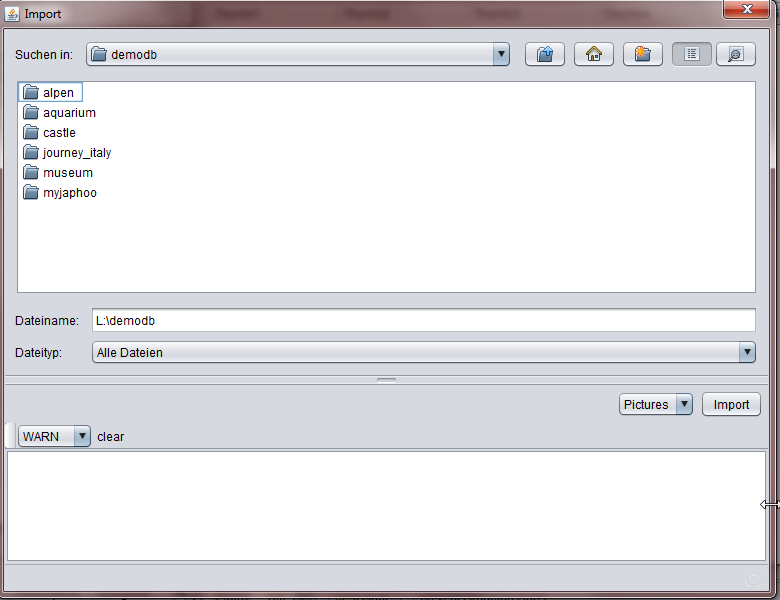 Import
Suchen in: demodb
alpen
aquarium
castle
journey_italy
museum
myjaphoo
Dateiname: L:\demodb
Dateityp: Alle Dateien
Pictures Import
WARN clear